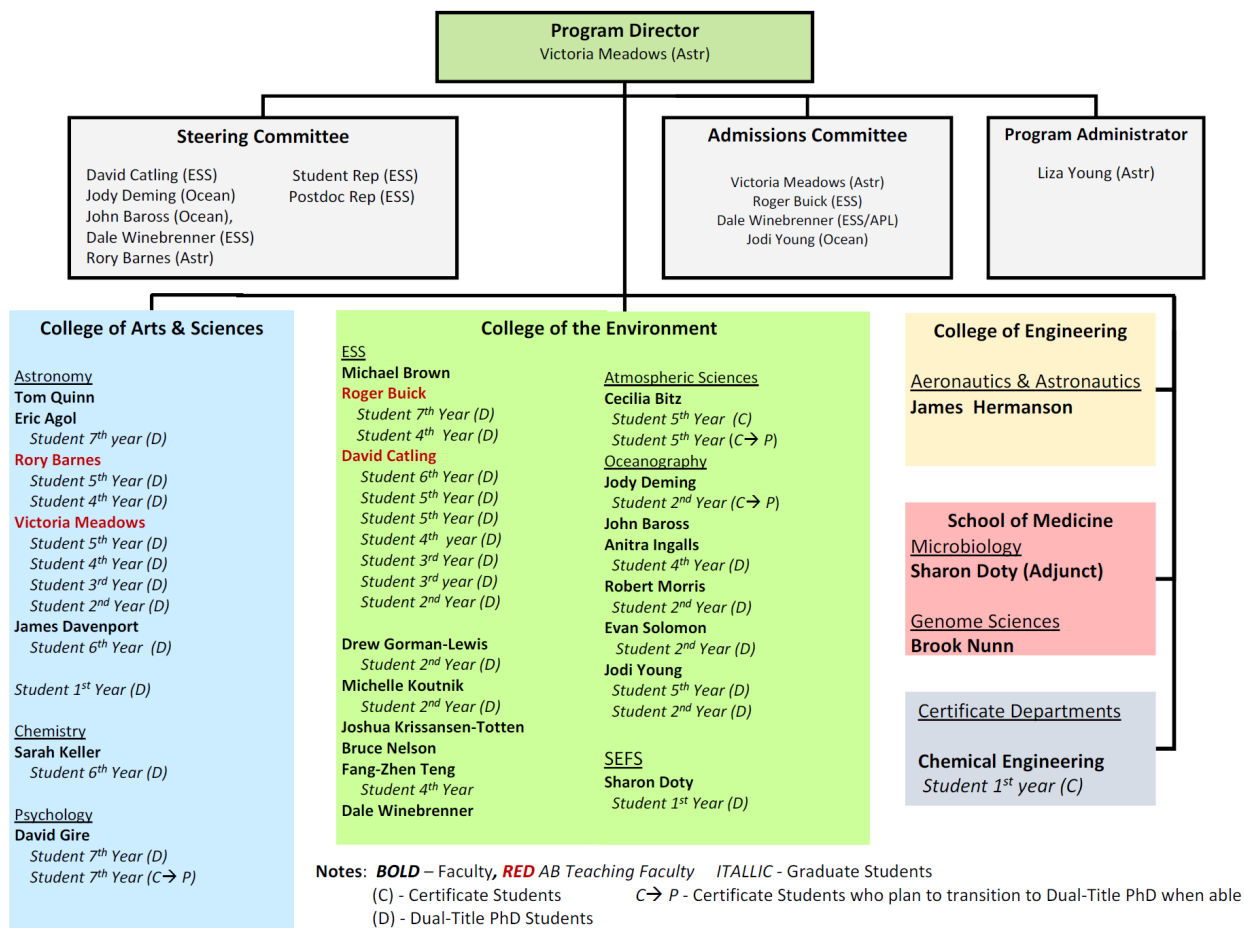 Program Director
Victoria Meadows (Astr)
Steering Committee
David Catling (ESS)
Jody Deming (Ocean)
John Baross (Ocean),
Dale Winebrenner (ESS)
Rory Barnes (Astr)
Student Rep (ESS)
Postdoc Rep (ESS)
Admissions Committee
Victoria Meadows (Astr)
Roger Buick (ESS)
Dale Winebrenner (ESS/APL)
Jodi Young (Ocean)
Program Administrator
Liza Young (Astr)
College of Arts & Sciences
Astronomy
Tom Quinn
Eric Agol
Student 7th year (D)
Rory Barnes
Student 5th Year (D)
Student 4th Year (D)
Victoria Meadows
Student 5th Year (D)
Student 4th Year (D)
Student 3rd Year (D)
Student 2nd Year (D)
James Davenport
Student 6th Year (D)
Student 1st Year (D)
Chemistry
Sarah Keller
Student 6th Year (D)
Psychology
David Gire
Student 7th Year (D)
Student 7th Year (C→ P)
College of the Environment
ESS
Michael Brown
Roger Buick
Student 7th Year (D)
Student 4th Year (D)
David Catling
Student 6th Year (D)
Student 5th Year (D)
Student 5th Year (D)
Student 4th year (D)
Student 3rd Year (D)
Student 3rd year (D)
Student 2nd Year (D)
Drew Gorman-Lewis
Student 2nd Year (D)
Michelle Koutnik
Student 2nd Year (D)
Joshua Krissansen-Totten
Bruce Nelson
Fang-Zhen Teng
Student 4th Year
Dale Winebrenner
Atmospheric Sciences
Cecilia Bitz
Student 5th Year (C)
Student 5th Year (C→ P)
Oceanography
Jody Deming
Student 2nd Year (C→ P)
John Baross
Anitra Ingalls
Student 4th Year (D)
Robert Morris
Student 2nd Year (D)
Evan Solomon
Student 2nd Year (D)
Jodi Young
Student 5th Year (D)
Student 2nd Year (D)
SEFS
Sharon Doty
Student 1st Year (D)
College of Engineering
Aeronautics & Astronautics
James Hermanson
School of Medicine
Microbiology
Sharon Doty (Adjunct)
Genome Sciences
Brook Nunn
Certificate Departments
Chemical Engineering
Student 1st year (C)
Notes: BOLD – Faculty, RED AB Teaching Faculty ITALLIC - Graduate Students
(C) - Certificate Students C→ P - Certificate Students who plan to transition to Dual-Title PhD when able
(D) - Dual-Title PhD Students